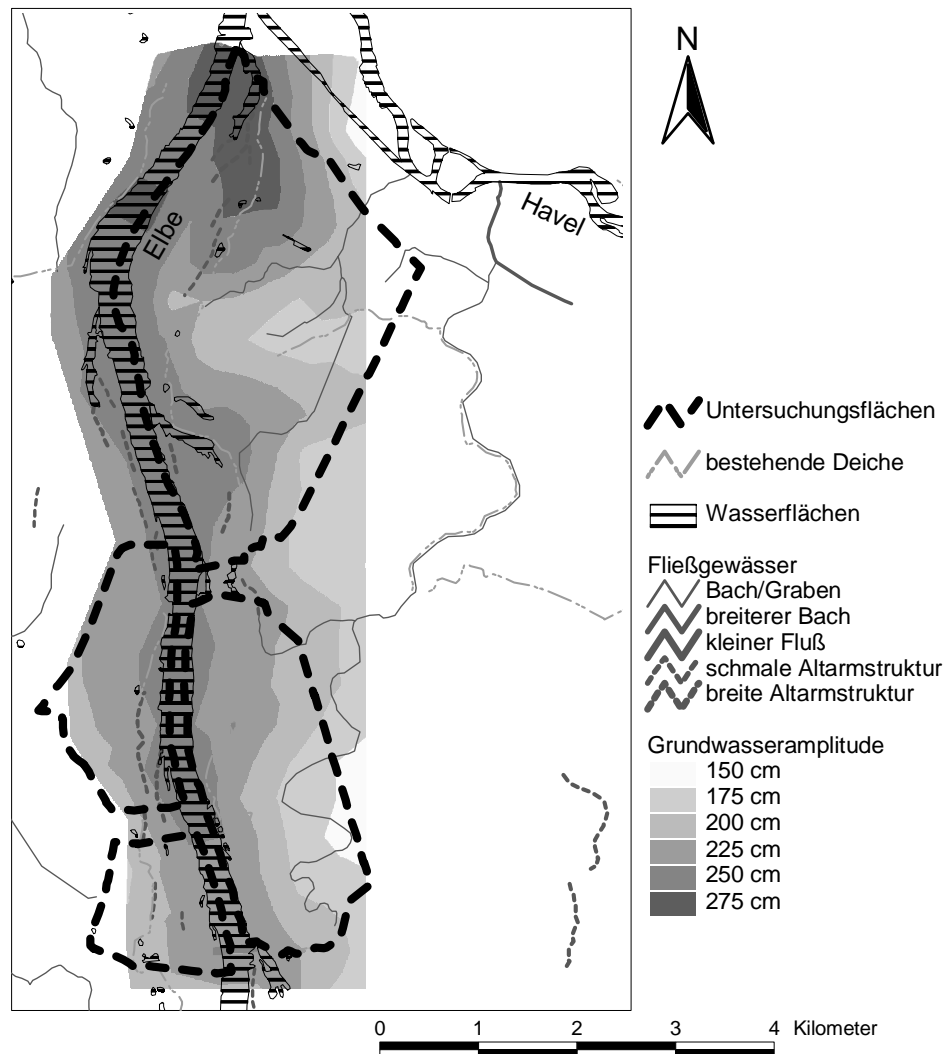 N
Elbe
Havel
Untersuchungsflächen
bestehende Deiche
Wasserflächen
Fließgewässer
Bach/Graben
breiterer Bach
kleiner Fluß
schmale Altarmstruktur
breite Altarmstruktur
Grundwasseramplitude
150 cm
175 cm
200 cm
225 cm
250 cm
275 cm
0 1 2 3 4 Kilometer